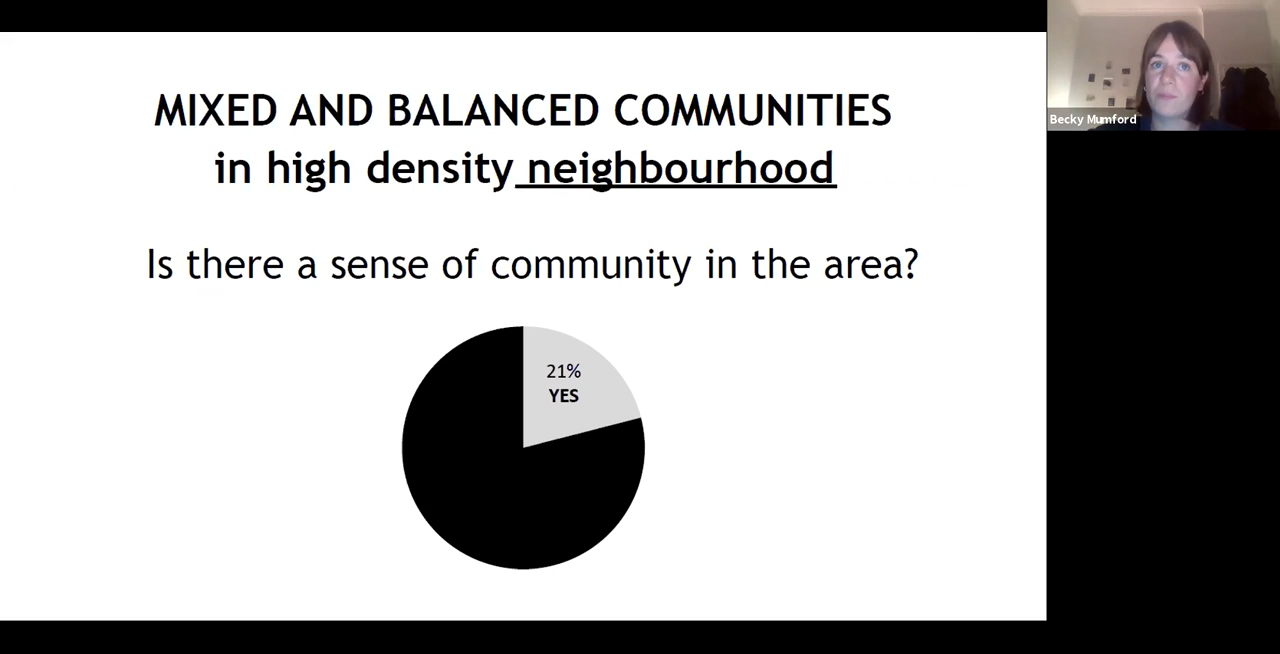 MIXED AND BALANCED COMMUNITIES
in high density neighbourhood
Is there a sense of community in the area?
21%
YES
Becky Mumford